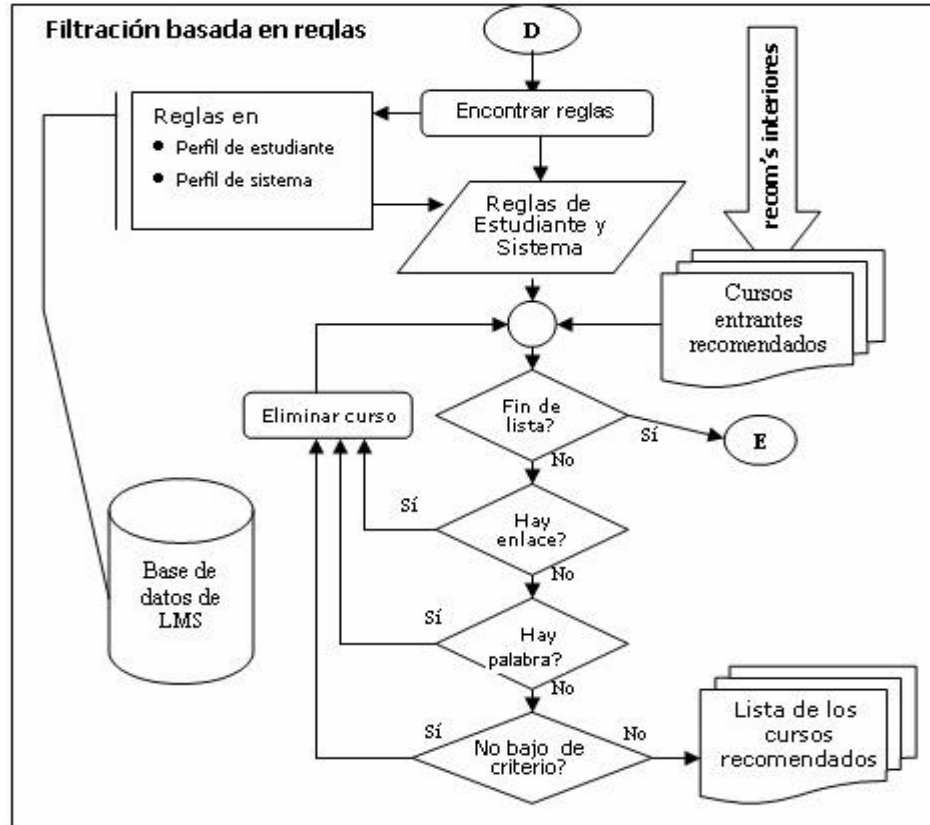 Filtración basada en reglas
D
recom's interiores
Encontrar reglas
Reglas en
• Perfil de estudiante
• Perfil de sistema
Reglas de
Estudiante y
Sistema
Cursos
entrantes
recomendados
Eliminar curso
Fin de
lista?
Sí
E
No
Sí
Hay
enlace?
No
Base de
datos de
LMS
Sí
Hay
palabra?
No
Sí
No bajo de
criterio?
No
Lista de los
cursos
recomendados